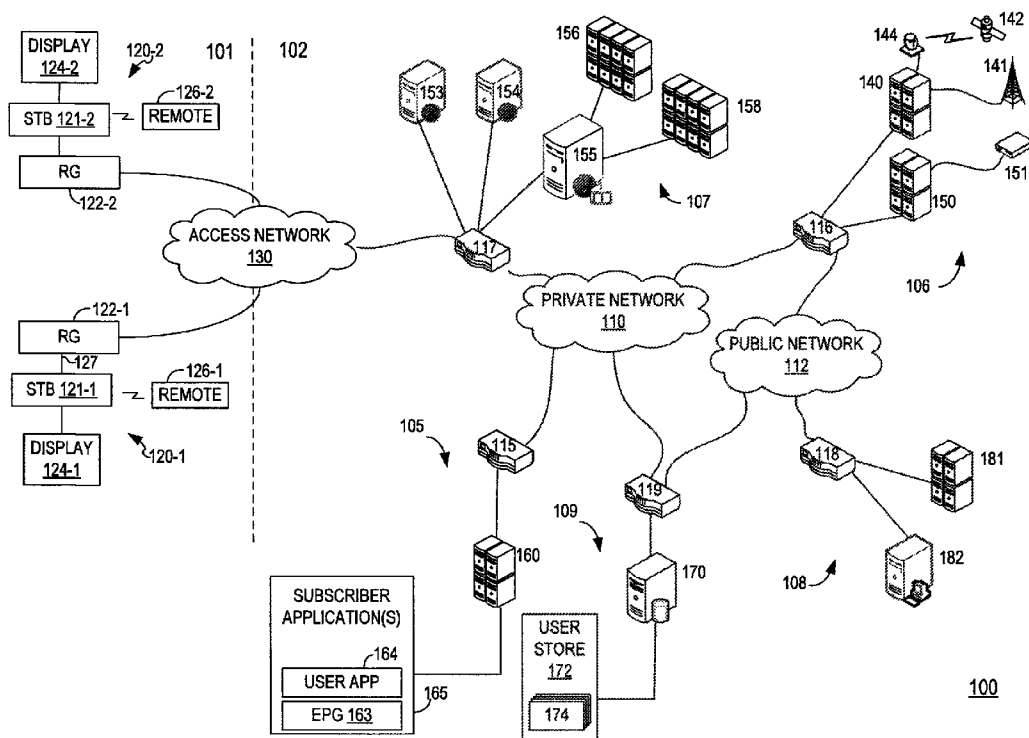 DISPLAY
124-2
120-2
101
102
STB 121-2
126-2
REMOTE
RG
122-2
ACCESS NETWORK
130
122-1
RG
127
STB 121-1
126-1
REMOTE
DISPLAY
124-1
120-1
153
154
155
156
158
107
117
PRIVATE NETWORK
110
144
142
140
141
150
151
116
106
PUBLIC NETWORK
112
105
115
160
109
119
170
118
181
182
108
SUBSCRIBER
APPLICATION(S)
164
USER APP
EPG 163
165
USER
STORE
172
174
100